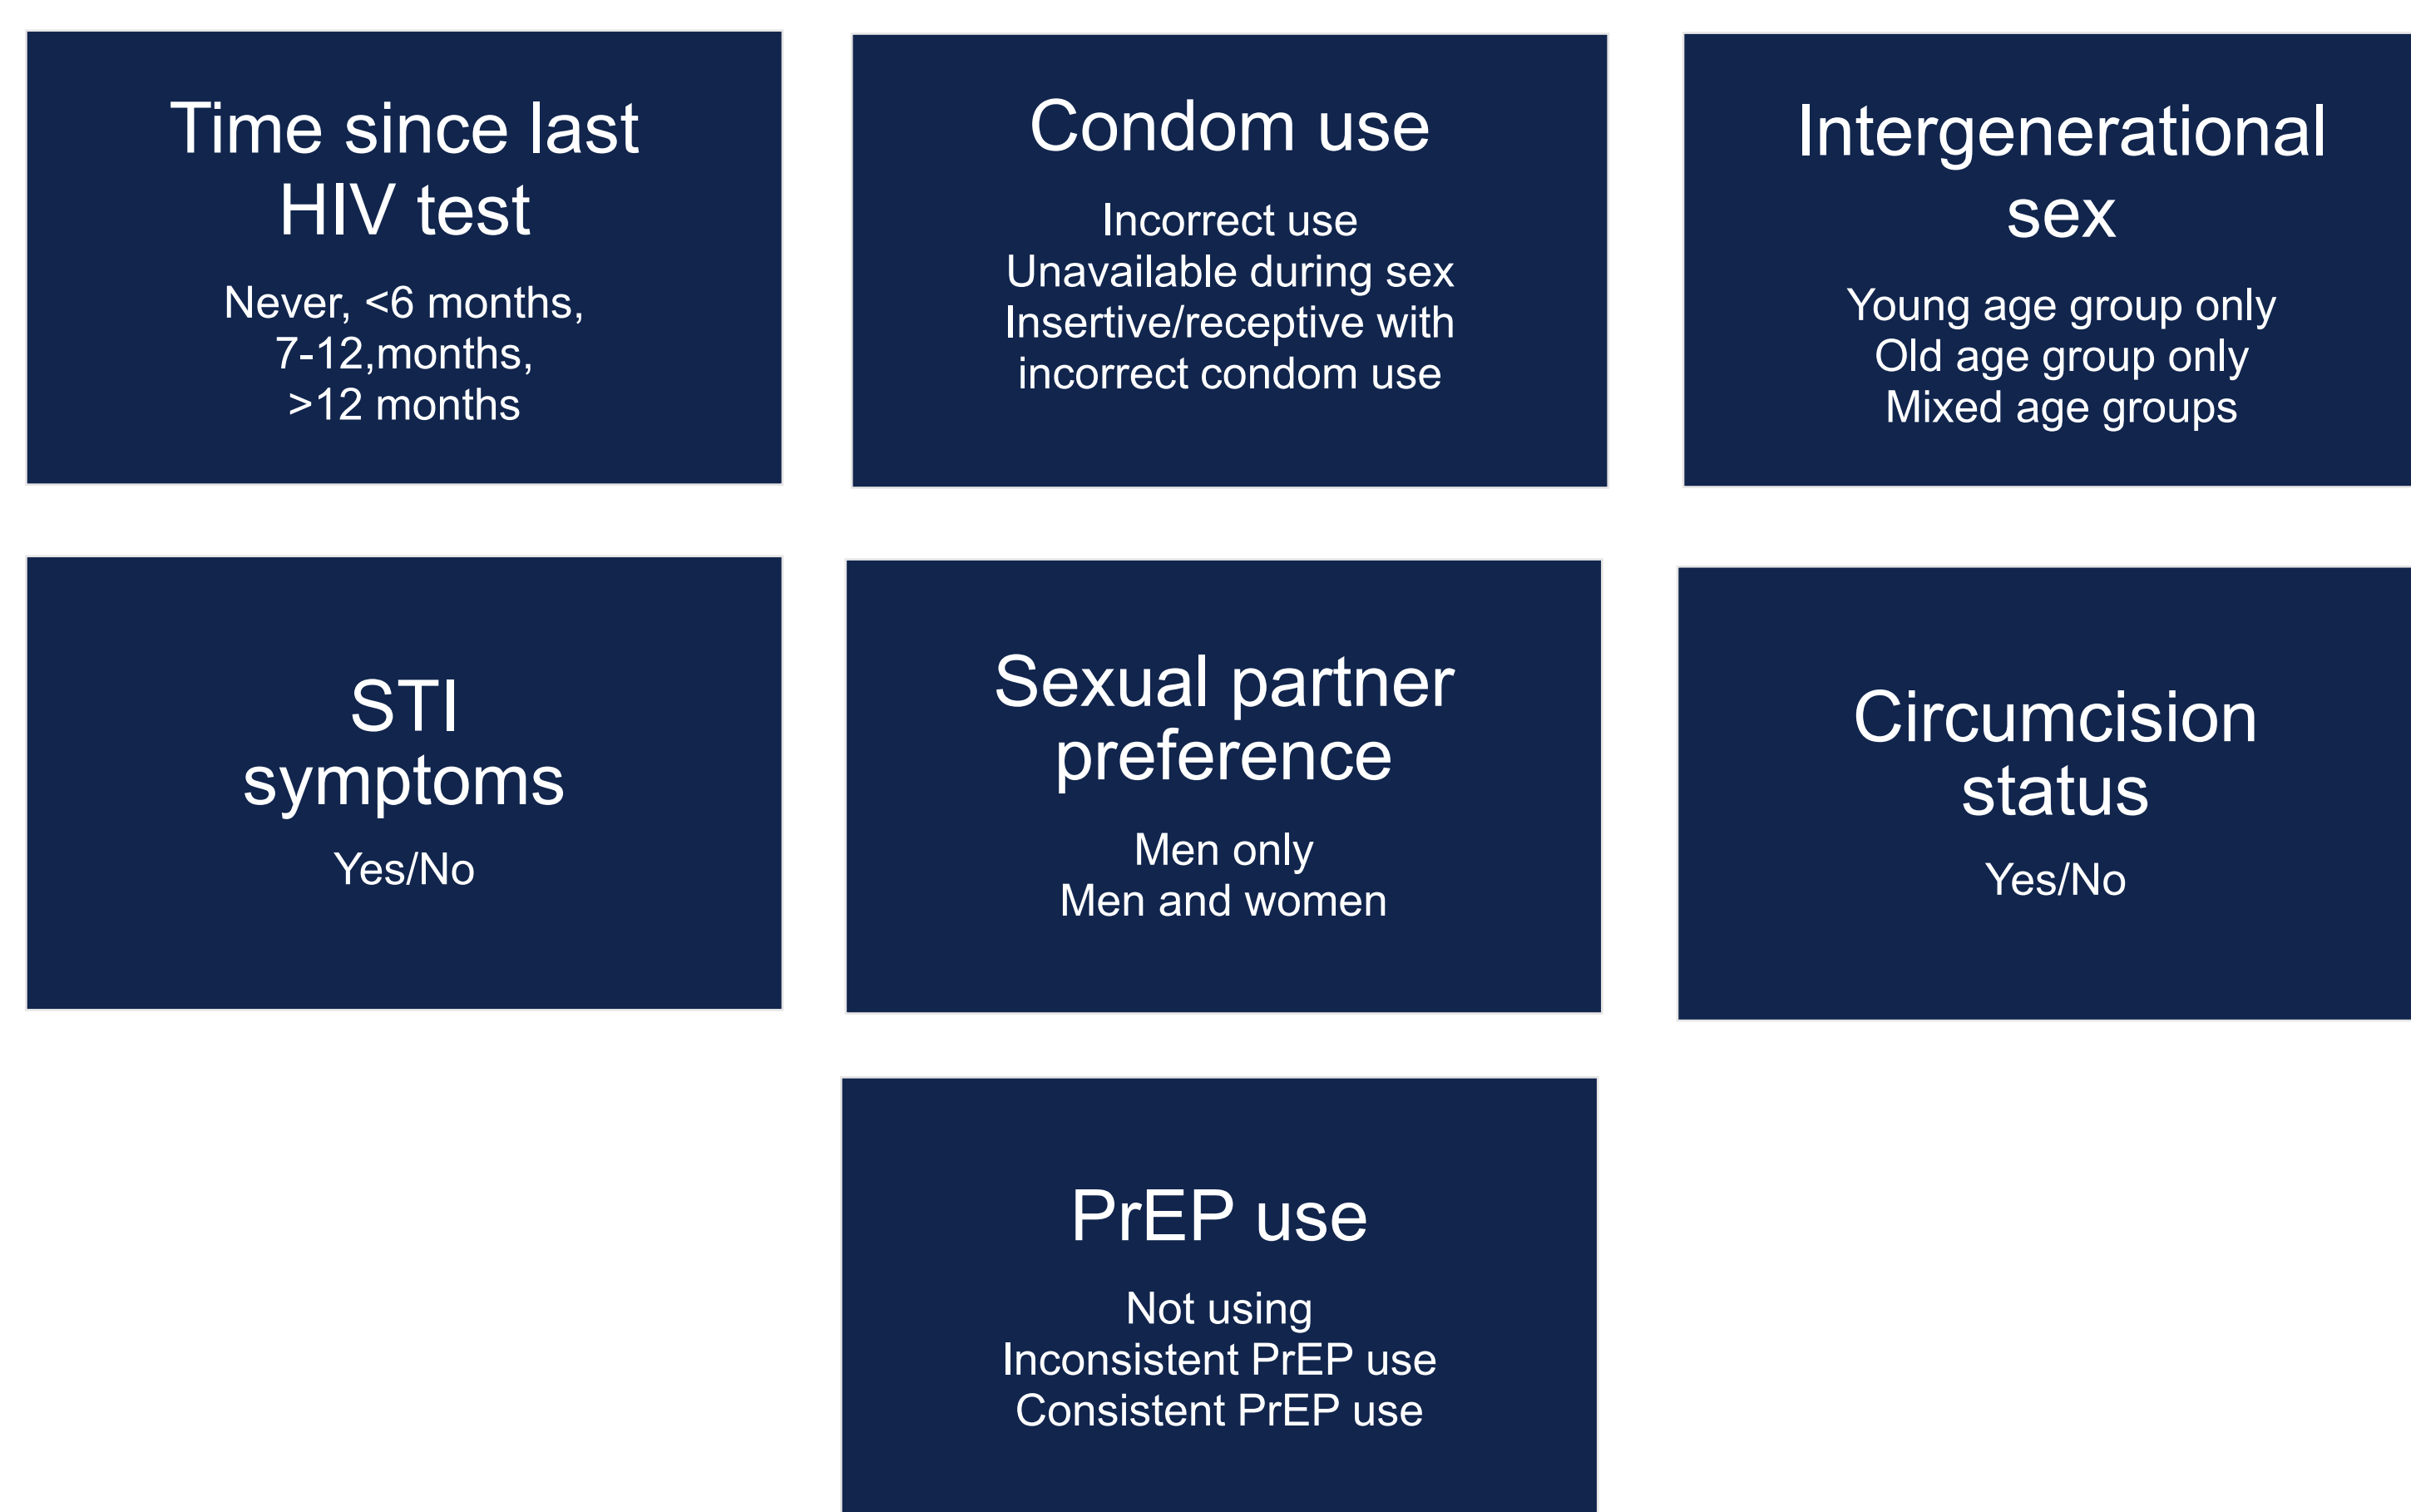 Time since last
HIV test
Never, <6 months,
7-12,months,
>12 months
Condom use
Incorrect use
Unavailable during sex
Insertive/receptive with
incorrect condom use
Intergenerational
sex
Young age group only
Old age group only
Mixed age groups
STI
symptoms
Yes/No
Sexual partner
preference
Men only
Men and women
Circumcision
status
Yes/No
PrEP use
Not using
Inconsistent PrEP use
Consistent PrEP use